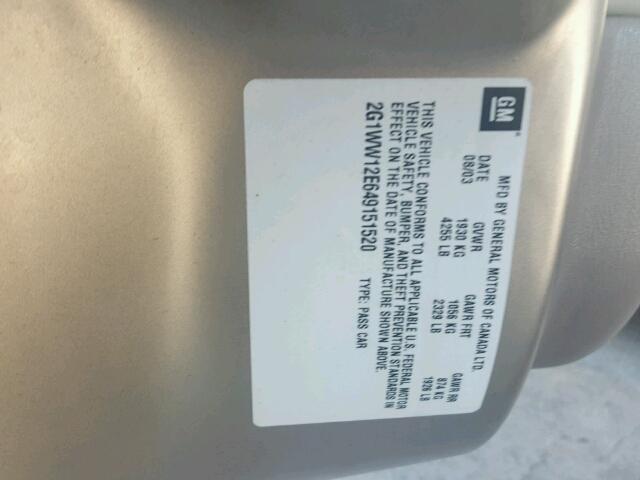 GM
MFD BY GENERAL MOTORS OF CANADA LTD.
DATE GVWR GAWR FRT GAWR RR
08/03 1930 KG 1056 KG 874 KG
4255 LB 2329 LB 1926 LB
THIS VEHICLE CONFORMS TO ALL APPLICABLE U.S. FEDERAL MOTOR
VEHICLE SAFETY, BUMPER, AND THEFT PREVENTION STANDARDS IN
EFFECT ON THE DATE OF MANUFACTURE SHOWN ABOVE.
2G1WW12E649151520 TYPE: PASS CAR